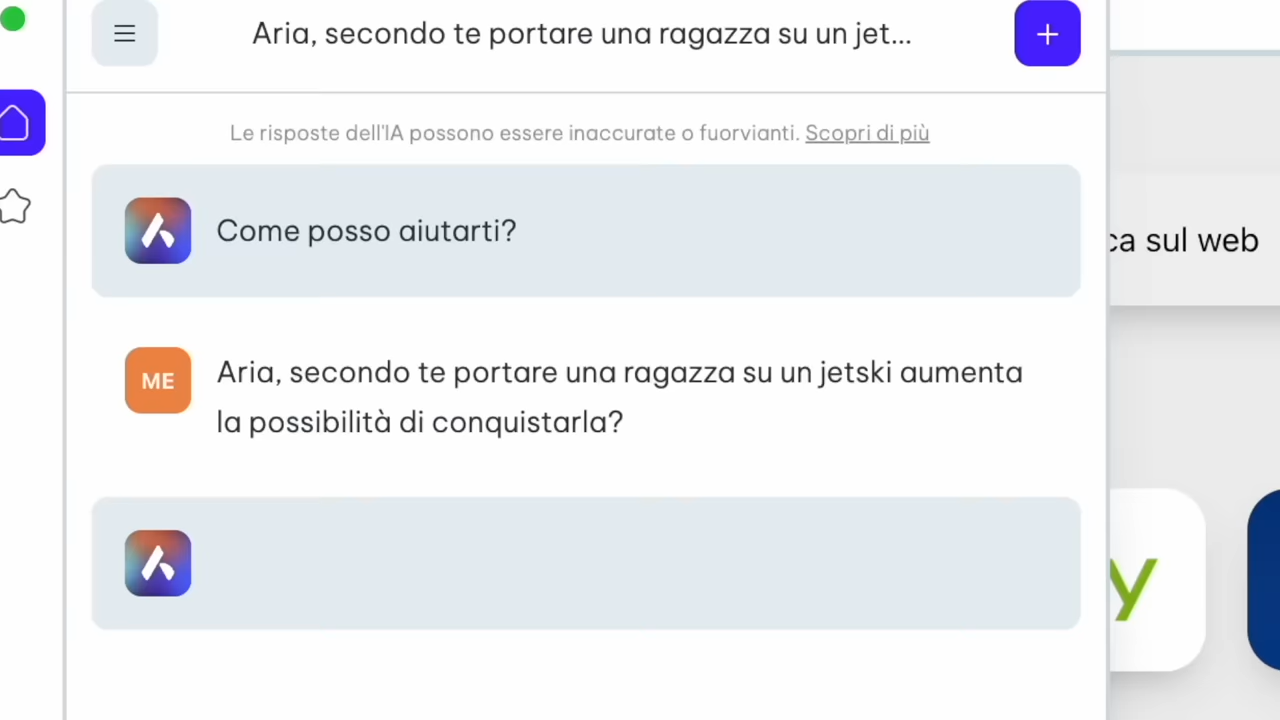 Aria, secondo te portare una ragazza su un jet...
Le risposte dell'IA possono essere inaccurate o fuorvianti. Scopri di più
Come posso aiutarti?
ca sul web
ME
Aria, secondo te portare una ragazza su un jetski aumenta
la possibilità di conquistarla?
y